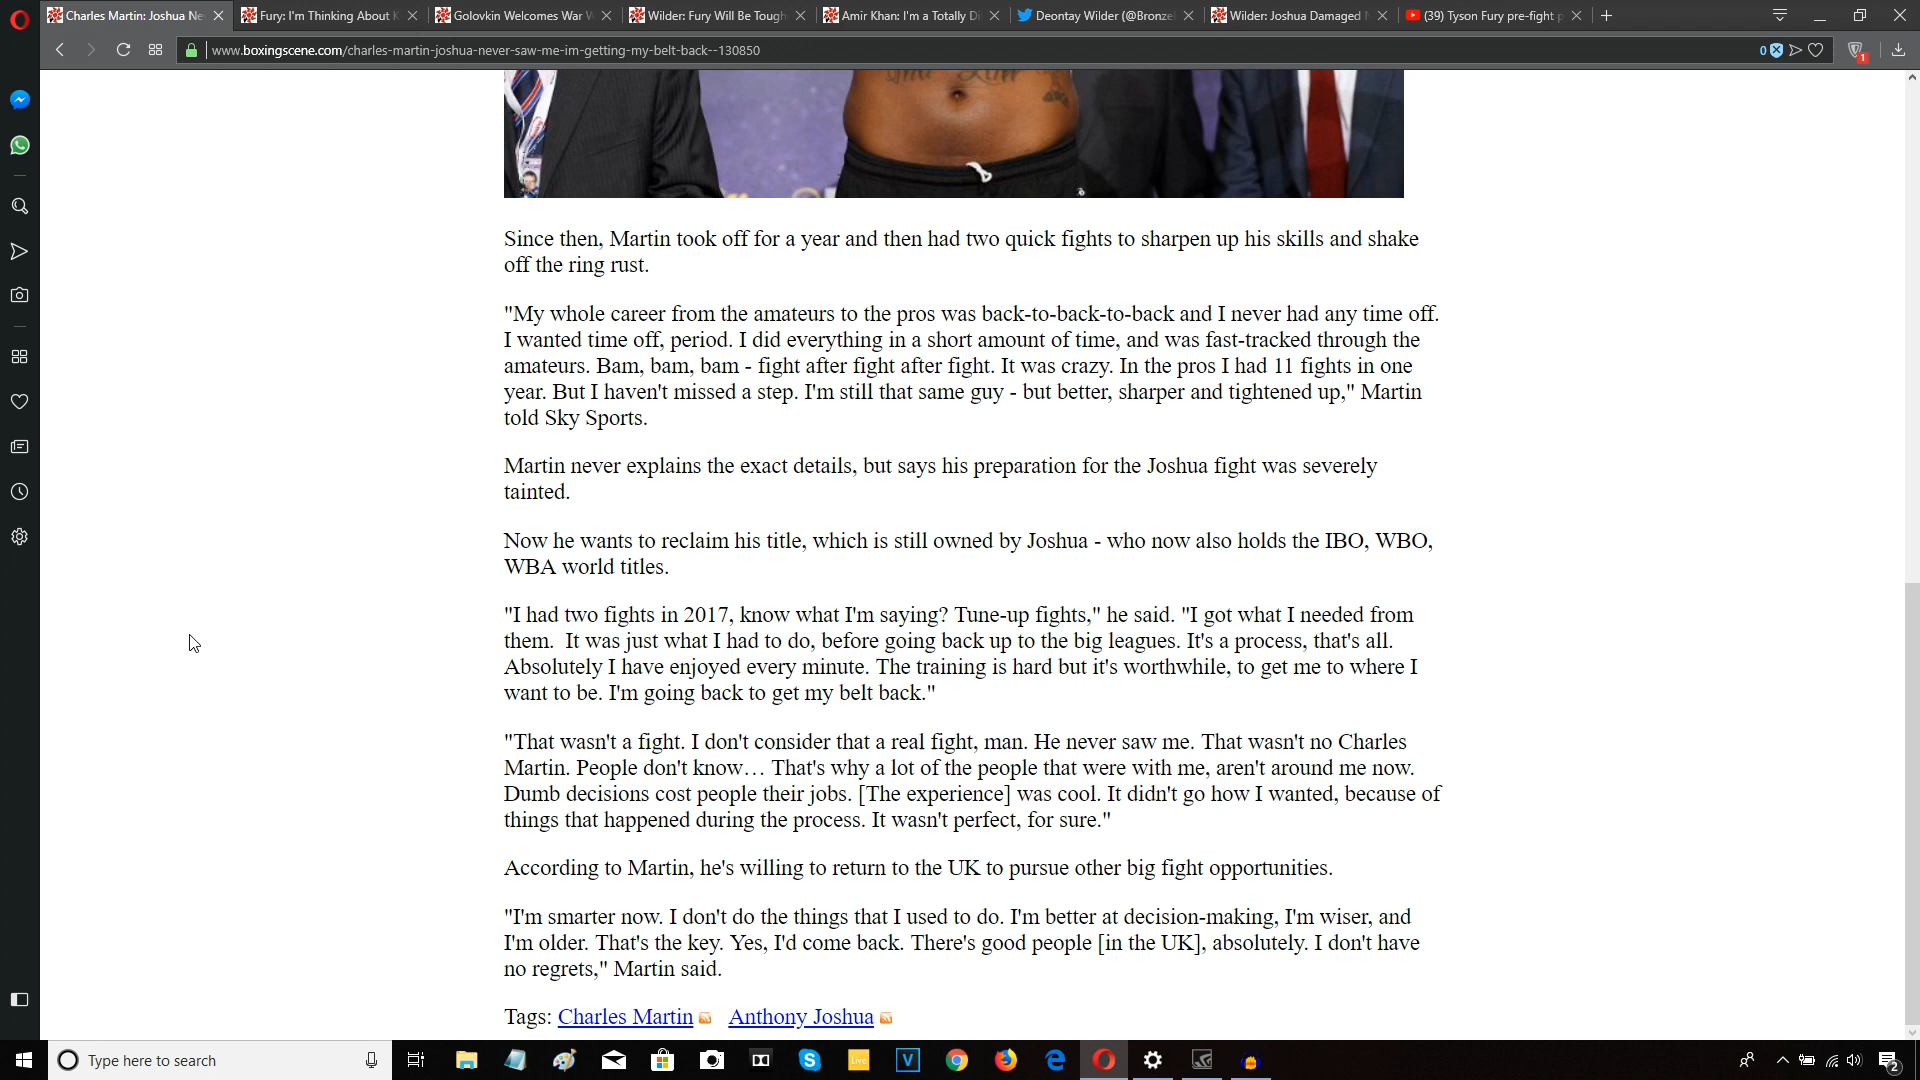 Charles Martin: Joshua Ne
Fury: I'm Thinking About K
Golovkin Welcomes War
Wilder: Fury Will Be Tough
Amir Khan: I'm a Totally Di
Deontay Wilder (@Bronze
Wilder: Joshua Damaged
(39) Tyson Fury pre-fight p
www.boxingscene.com/charles-martin-joshua-never-saw-me-im-getting-my-belt-back--130850
0
1
Since then, Martin took off for a year and then had two quick fights to sharpen up his skills and shake
off the ring rust.
"My whole career from the amateurs to the pros was back-to-back-to-back and I never had any time off.
I wanted time off, period. I did everything in a short amount of time, and was fast-tracked through the
amateurs. Bam, bam, bam - fight after fight after fight. It was crazy. In the pros I had 11 fights in one
year. But I haven't missed a step. I'm still that same guy - but better, sharper and tightened up," Martin
told Sky Sports.
Martin never explains the exact details, but says his preparation for the Joshua fight was severely
tainted.
Now he wants to reclaim his title, which is still owned by Joshua - who now also holds the IBO, WBO,
WBA world titles.
"I had two fights in 2017, know what I'm saying? Tune-up fights," he said. "I got what I needed from
them.  It was just what I had to do, before going back up to the big leagues. It's a process, that's all.
Absolutely I have enjoyed every minute. The training is hard but it's worthwhile, to get me to where I
want to be. I'm going back to get my belt back."
"That wasn't a fight. I don't consider that a real fight, man. He never saw me. That wasn't no Charles
Martin. People don't know… That's why a lot of the people that were with me, aren't around me now.
Dumb decisions cost people their jobs. [The experience] was cool. It didn't go how I wanted, because of
things that happened during the process. It wasn't perfect, for sure."
According to Martin, he's willing to return to the UK to pursue other big fight opportunities.
"I'm smarter now. I don't do the things that I used to do. I'm better at decision-making, I'm wiser, and
I'm older. That's the key. Yes, I'd come back. There's good people [in the UK], absolutely. I don't have
no regrets," Martin said.
Tags: Charles Martin Anthony Joshua
Type here to search
Live
V
2